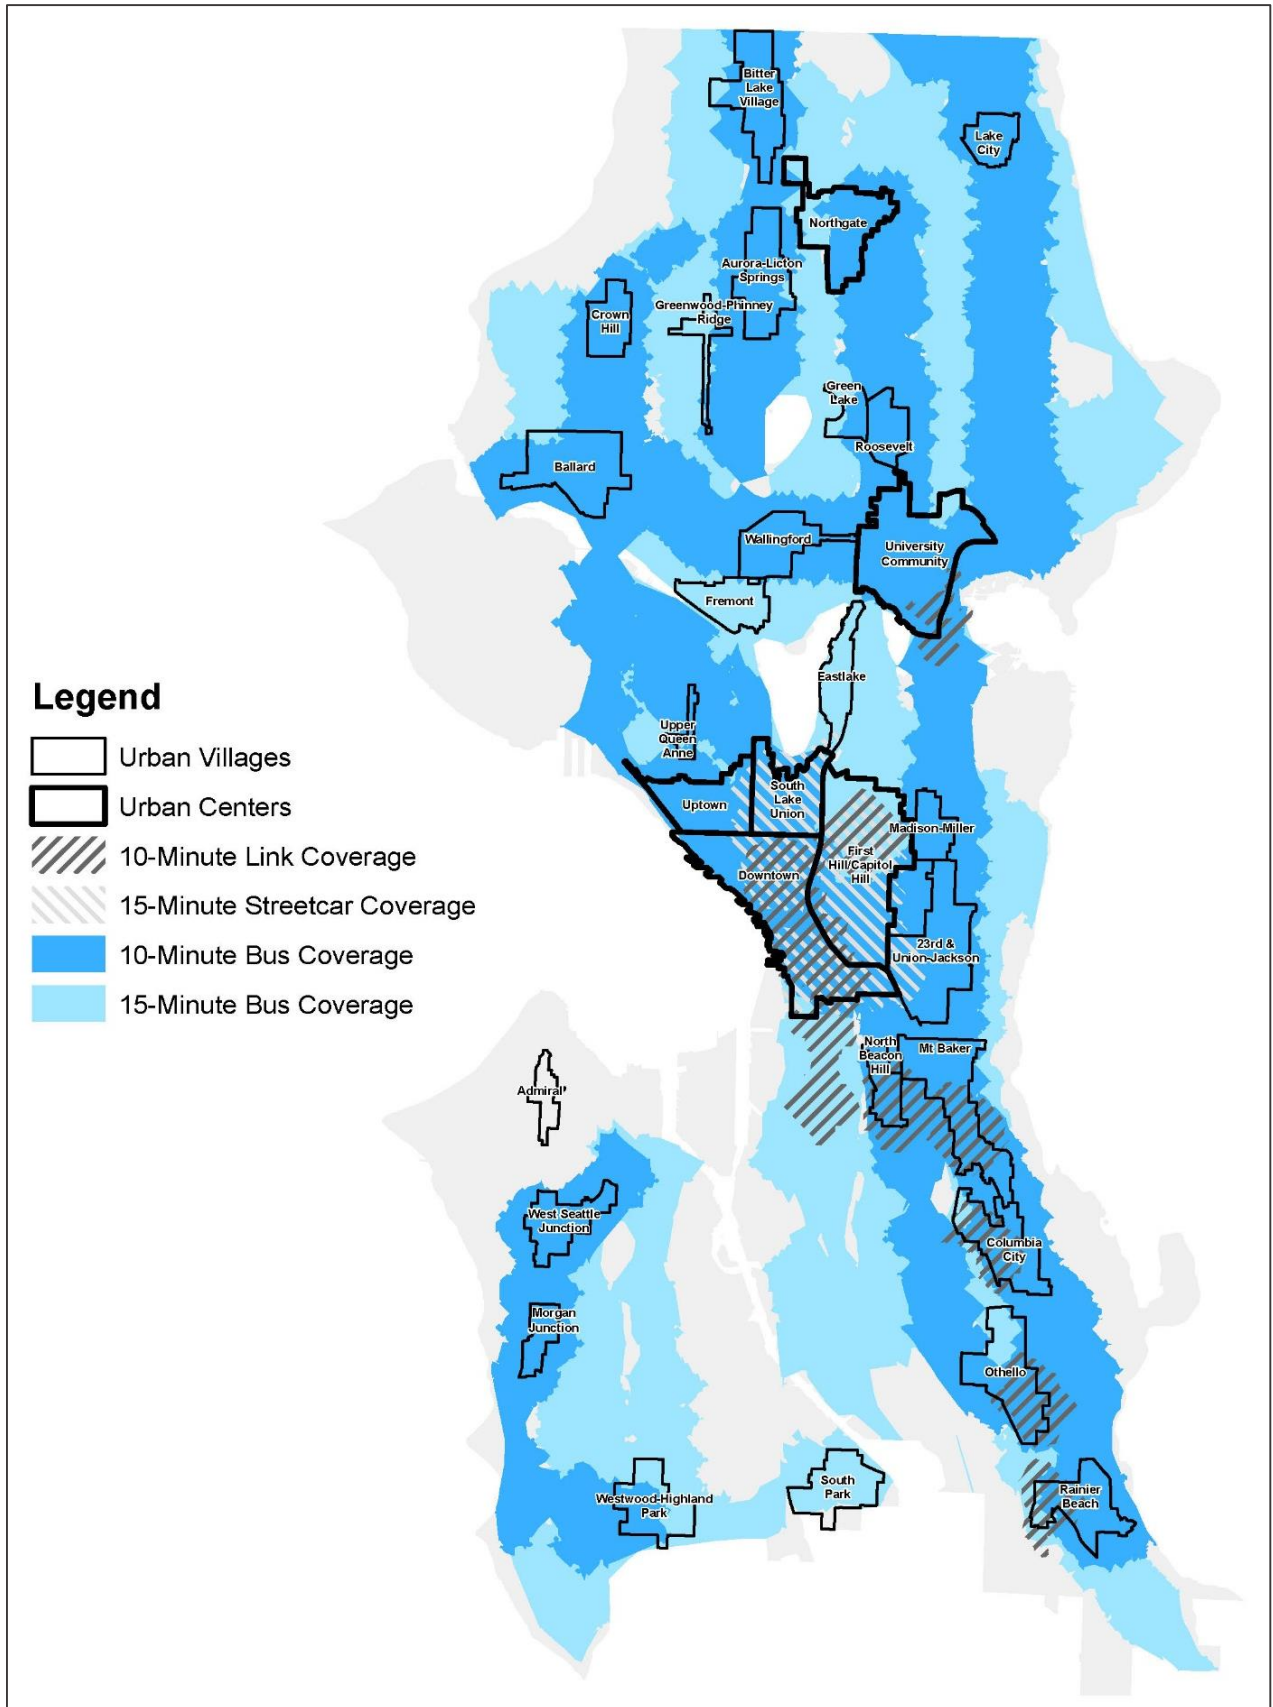 Bitter
Lake
Village
Lake
City
Northgate
Aurora-Licton
Springs
Greenwood-Phinney
Ridge
Crown
Hill
Green
Lake
Roosevelt
Ballard
Wallingford
University
Community
Fremont
Eastlake
Legend
Urban Villages
Urban Centers
10-Minute Link Coverage
15-Minute Streetcar Coverage
10-Minute Bus Coverage
15-Minute Bus Coverage
Upper
Queen
Anne
Uptown
South
Lake
Union
Madison-Miller
First
Hill/Capitol
Hill
Downtown
23rd &
Union-Jackson
North
Beacon
Hill
Mt Baker
Admiral
West Seattle
Junction
Columbia
City
Morgan
Junction
Othello
Westwood-Highland
Park
South
Park
Rainier
Beach